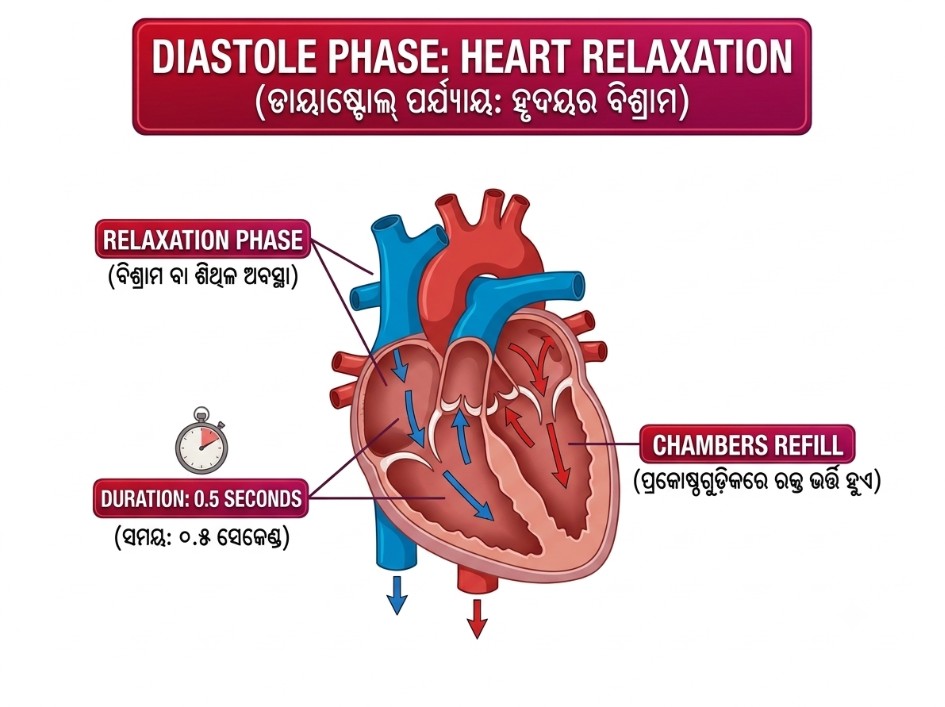 DIASTOLE PHASE: HEART RELAXATION
(ଡାୟାଷ୍ଟୋଲ୍ ପର୍ଯ୍ୟାୟ: ହୃଦୟର ବିଶ୍ରାମ)
RELAXATION PHASE
(ବିଶ୍ରାମ ବା ଶିଥିଳ ଅବସ୍ଥା)
CHAMBERS REFILL
(ପ୍ରକୋଷ୍ଠଗୁଡ଼ିକରେ ରକ୍ତ ଭର୍ତ୍ତି ହୁଏ)
DURATION: 0.5 SECONDS
(ସମୟ: ୦.୫ ସେକେଣ୍ଡ)